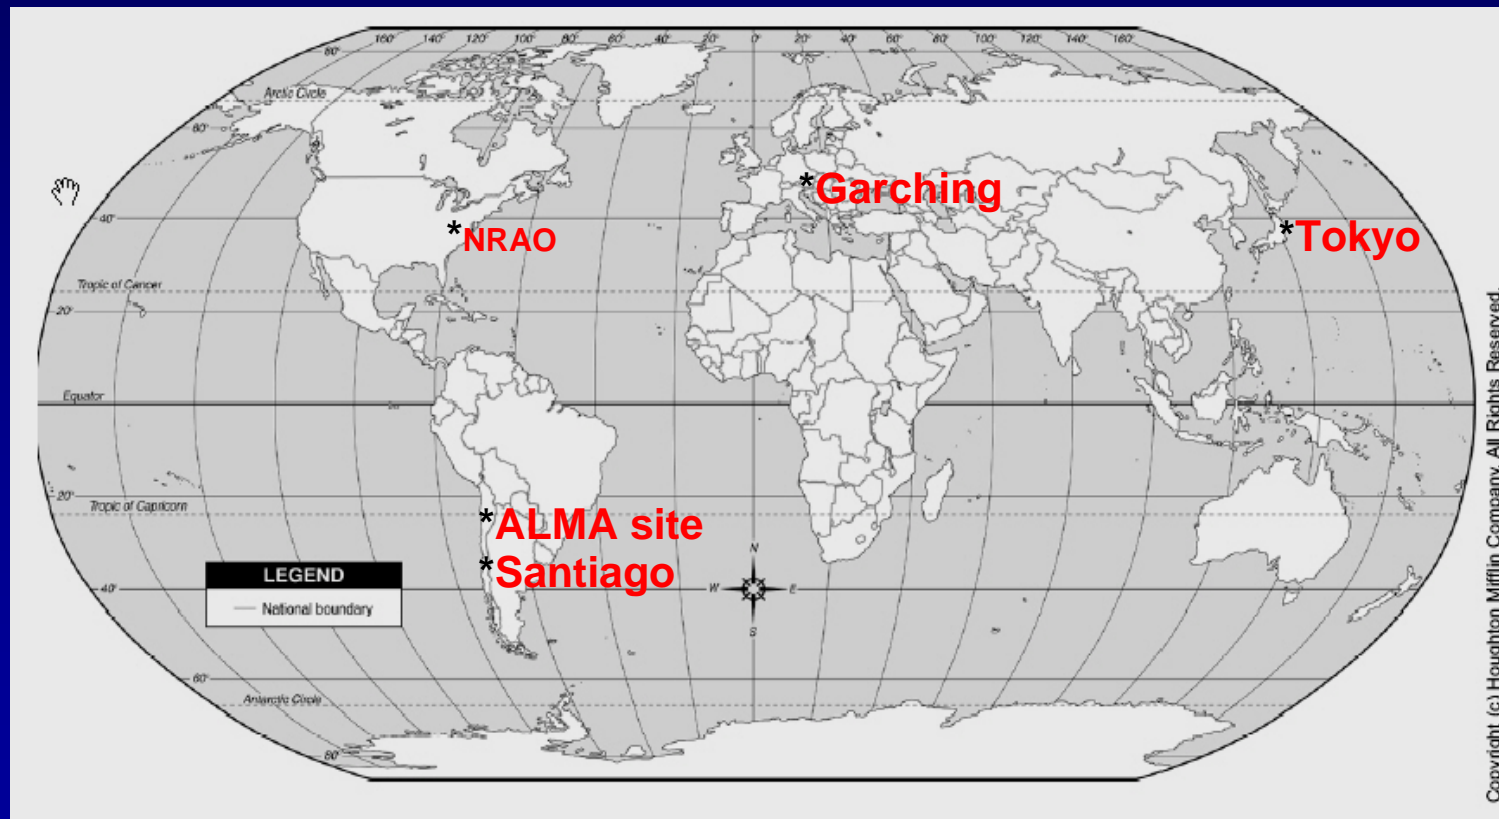 160° 140° 120° 100° 80° 60° 40° 20° 0° 20° 40° 60° 80° 100° 120° 140° 160°
80°
Arctic Circle
60°
*Garching
40°
*NRAO
*Tokyo
Tropic of Cancer
20°
Equator
20°
Tropic of Capricorn
*ALMA site
*Santiago
LEGEND
National boundary
40°
N
W E
S
60°
Antarctic Circle
80°
Copyright (c) Houghton Mifflin Company. All Rights Reserved.